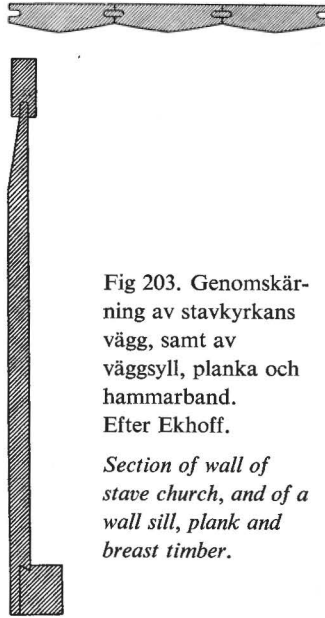 Fig 203. Genomskär-
ning av stavkyrkans
vägg, samt av
väggsyll, planka och
hammarband.
Efter Ekhoff.
Section of wall of
stave church, and of a
wall sill, plank and
breast timber.